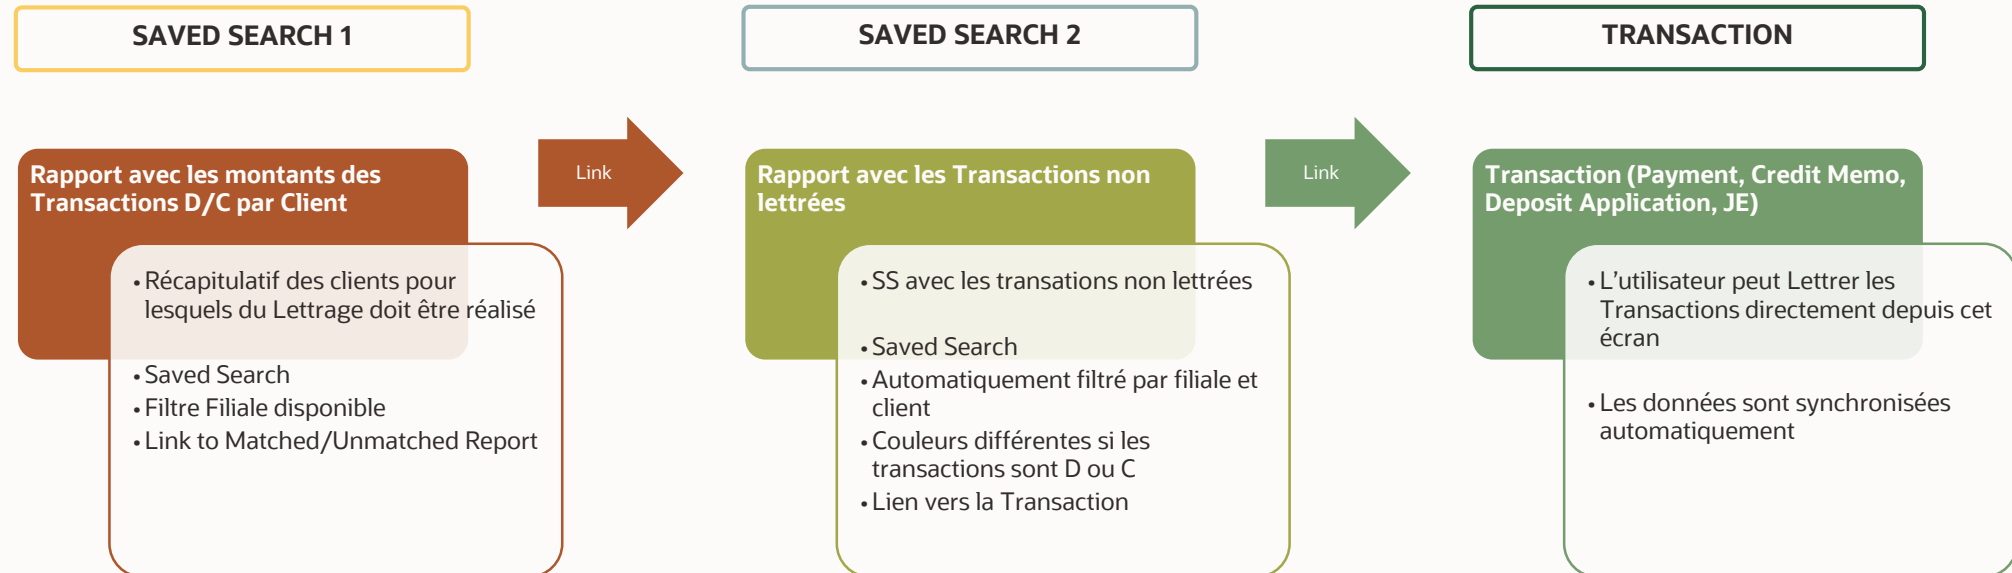 SAVED SEARCH 1
Rapport avec les montants des
Transactions D/C par Client
• Récapitulatif des clients pour
lesquels du Lettrage doit être réalisé
• Saved Search
• Filtre Filiale disponible
• Link to Matched/Unmatched Report
Link
SAVED SEARCH 2
Rapport avec les Transactions non
lettrées
• SS avec les transations non lettrées
• Saved Search
• Automatiquement filtré par filiale et
client
• Couleurs différentes si les
transactions sont D ou C
• Lien vers la Transaction
Link
TRANSACTION
Transaction (Payment, Credit Memo,
Deposit Application, JE)
• L’utilisateur peut Lettrer les
Transactions directement depuis cet
écran
• Les données sont synchronisées
automatiquement